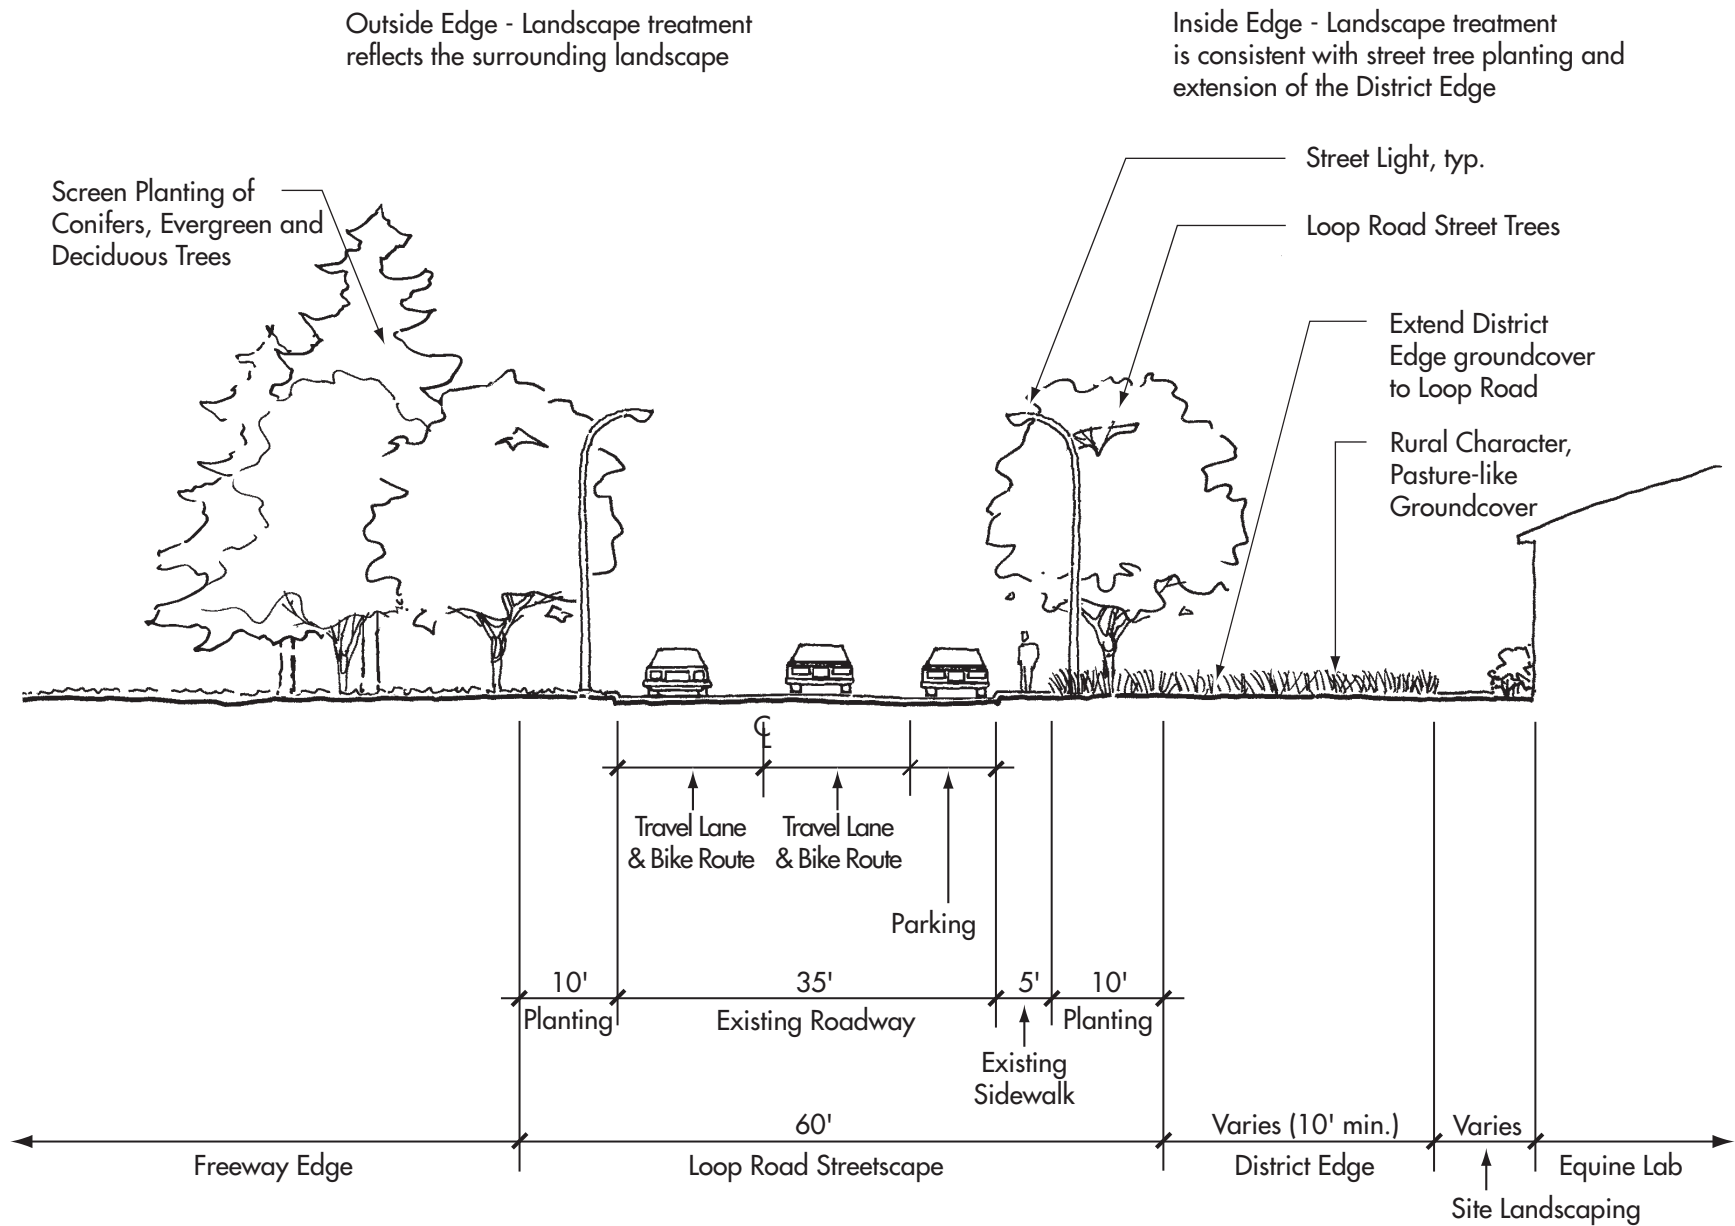 Outside Edge - Landscape treatment
reflects the surrounding landscape
Inside Edge - Landscape treatment
is consistent with street tree planting and
extension of the District Edge
Street Light, typ.
Screen Planting of
Conifers, Evergreen and
Deciduous Trees
Loop Road Street Trees
Extend District
Edge groundcover
to Loop Road
Rural Character,
Pasture-like
Groundcover
℄
Travel Lane
& Bike Route
Travel Lane
& Bike Route
Parking
10'
35'
5'
10'
Planting
Existing Roadway
Planting
Existing
Sidewalk
60'
Varies (10' min.)
Varies
Freeway Edge
Loop Road Streetscape
District Edge
Equine Lab
Site Landscaping